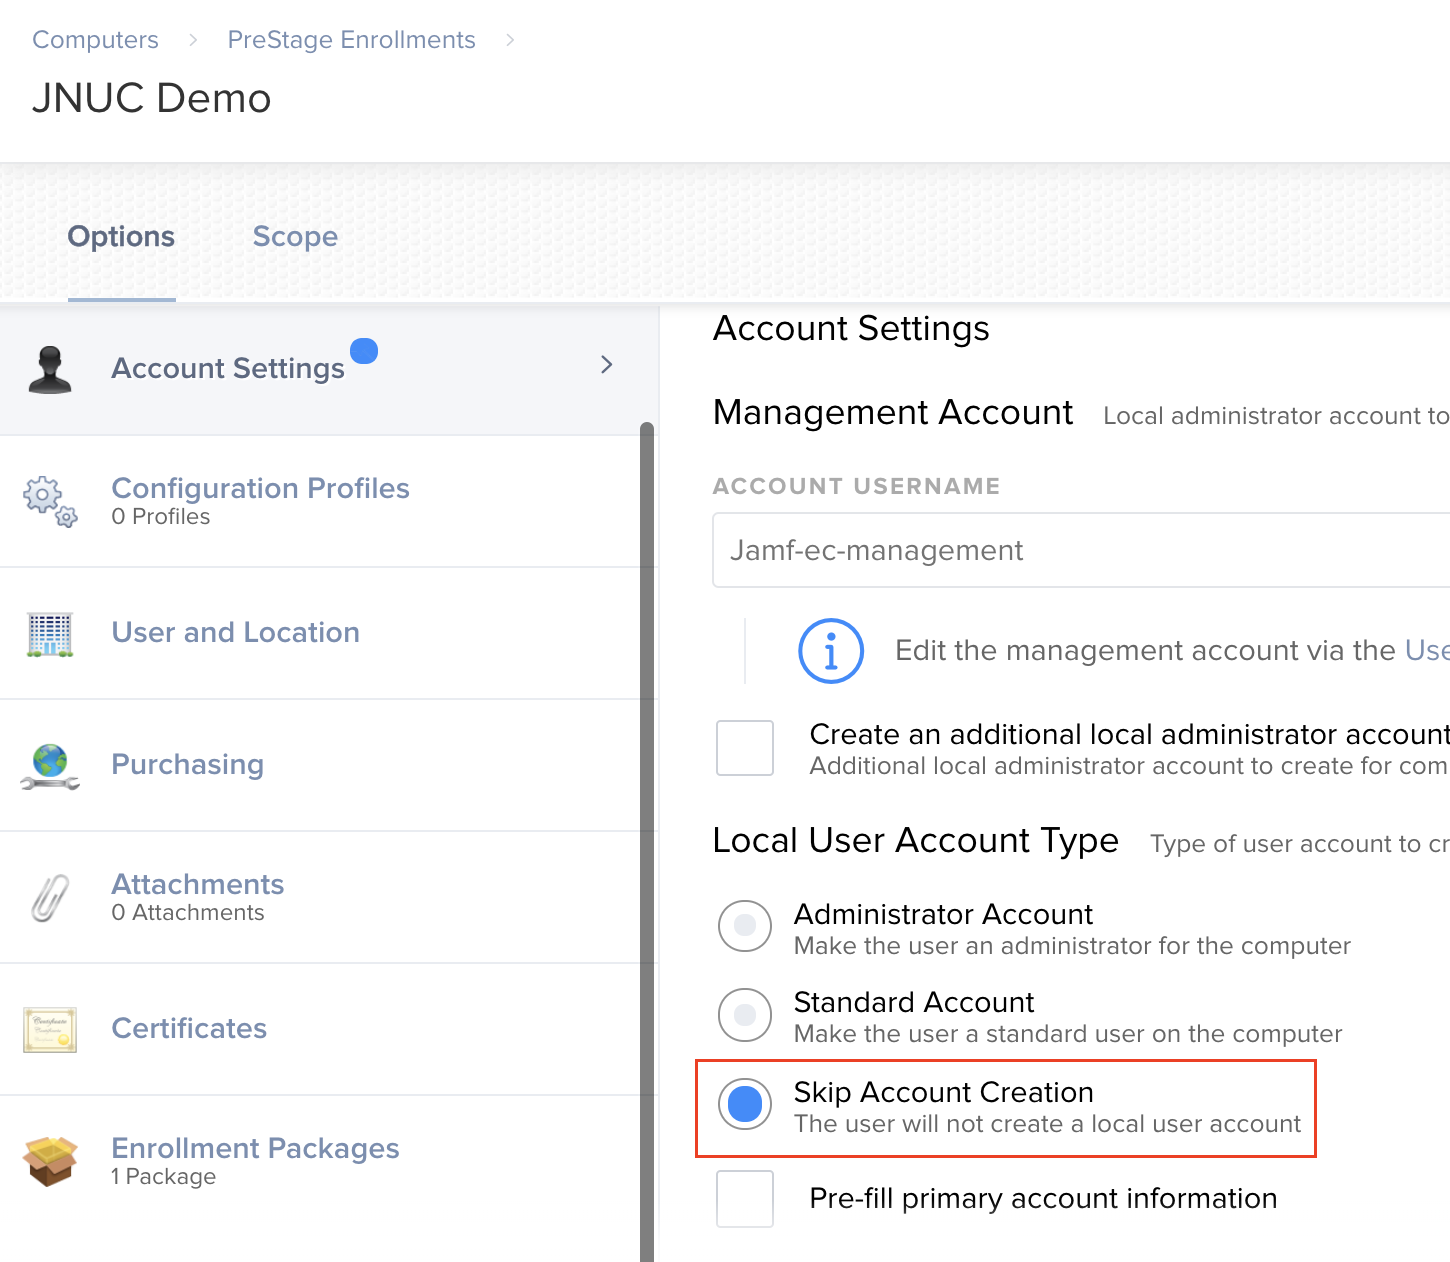 Computers > PreStage Enrollments >
JNUC Demo
Options Scope
Account Settings
Configuration Profiles
0 Profiles
User and Location
Purchasing
Attachments
0 Attachments
Certificates
Enrollment Packages
1 Package
Account Settings
Management Account Local administrator account to
ACCOUNT USERNAME
Jamf-ec-management
Edit the management account via the Use
Create an additional local administrator account
Additional local administrator account to create for com
Local User Account Type Type of user account to cr
Administrator Account
Make the user an administrator for the computer
Standard Account
Make the user a standard user on the computer
Skip Account Creation
The user will not create a local user account
Pre-fill primary account information